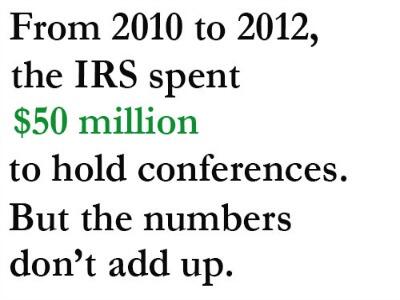 From 2010 to 2012,
the IRS spent
$50 million
to hold conferences.
But the numbers
don’t add up.